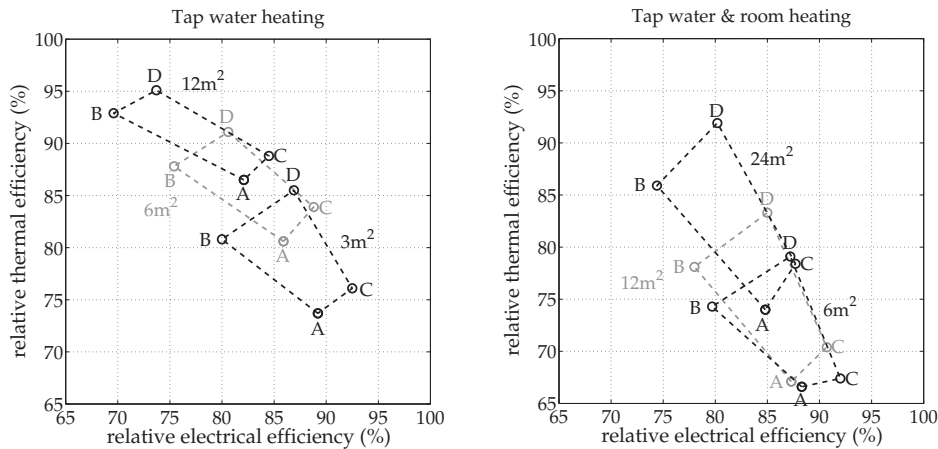 Tap water heating
100
95
90
85
80
75
70
65
65 70 75 80 85 90 95 100
relative thermal efficiency (%)
relative electrical efficiency (%)
D
12m²
B
D
C
A
B
D
6m²
C
B
A
3m²
C
A
Tap water & room heating
100
95
90
85
80
75
70
65
65 70 75 80 85 90 95 100
relative thermal efficiency (%)
relative electrical efficiency (%)
D
24m²
B
D
D
B
C
12m²
B
A
6m²
C
A
C
A